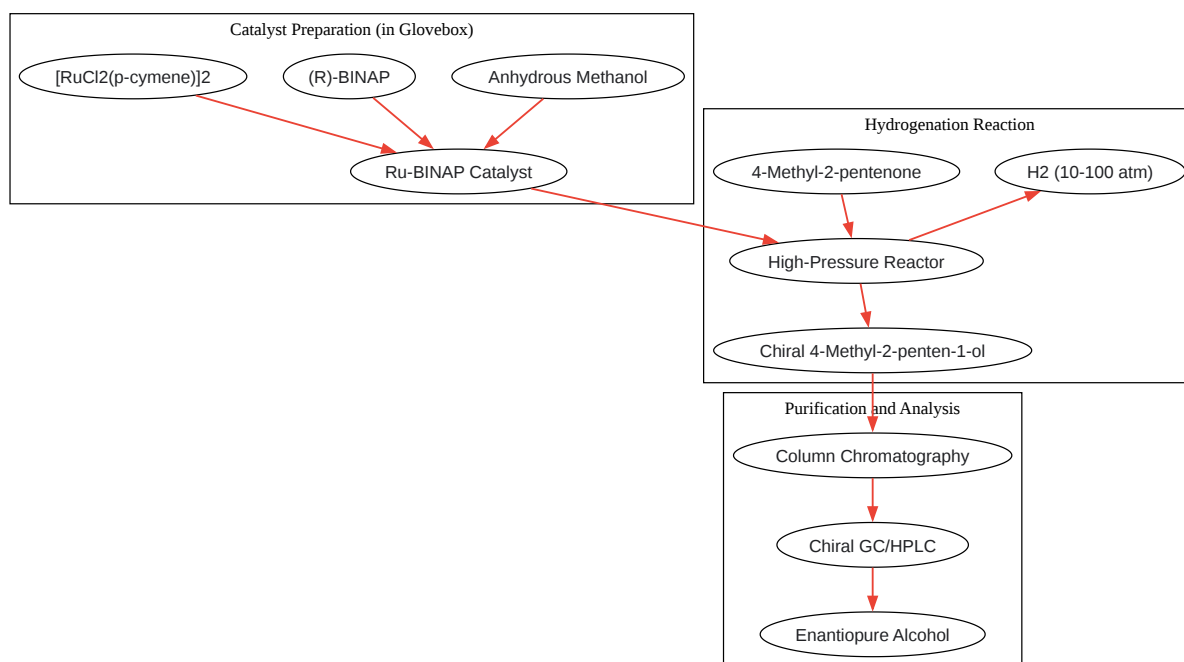 Catalyst Preparation (in Glovebox)
[RuCl2(p-cymene)]2
(R)-BINAP
Anhydrous Methanol
Ru-BINAP Catalyst
Hydrogenation Reaction
4-Methyl-2-pentenone
H2 (10-100 atm)
High-Pressure Reactor
Chiral 4-Methyl-2-penten-1-ol
Purification and Analysis
Column Chromatography
Chiral GC/HPLC
Enantiopure Alcohol